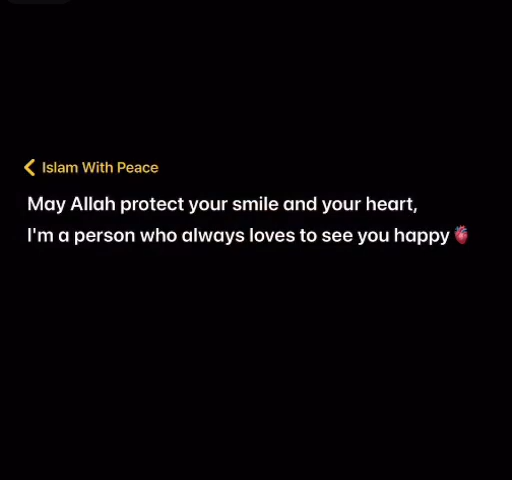 Islam With Peace
May Allah protect your smile and your heart,
I'm a person who always loves to see you happy🫀